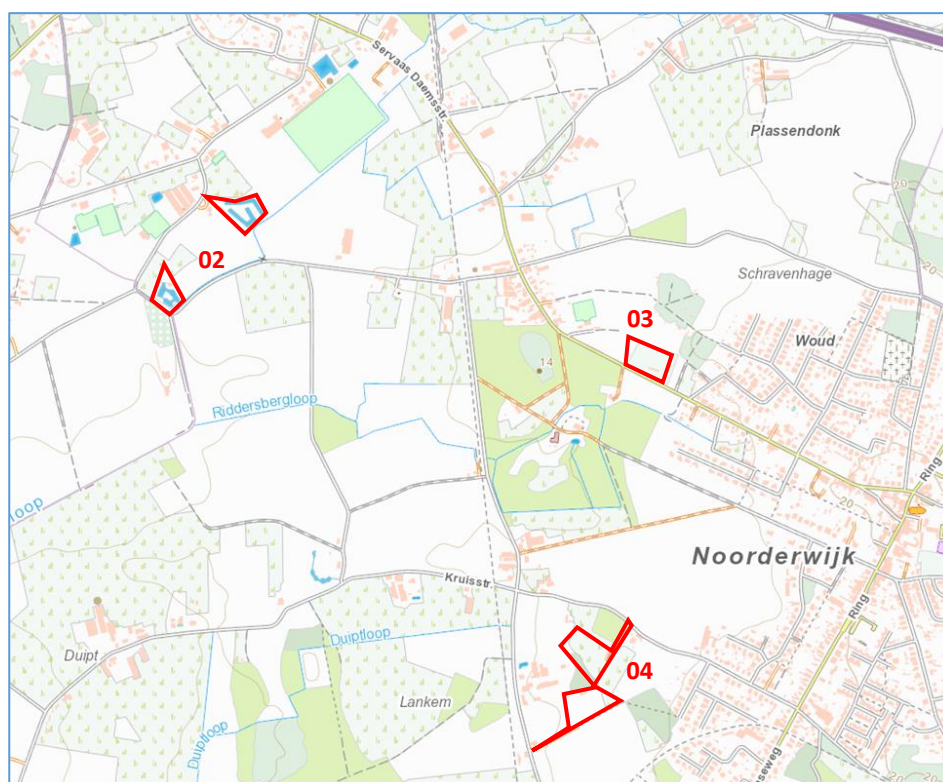 Servaas Daemsstr.
Plassendonk
20
02
20
Schravenhage
03
Woud
14
Riddersbergloop
Ring
loop
20
Noorderwijk
Kruisstr.
Ring
Duiptloop
Duipt
04
Lankem
Duiptloop
seweg